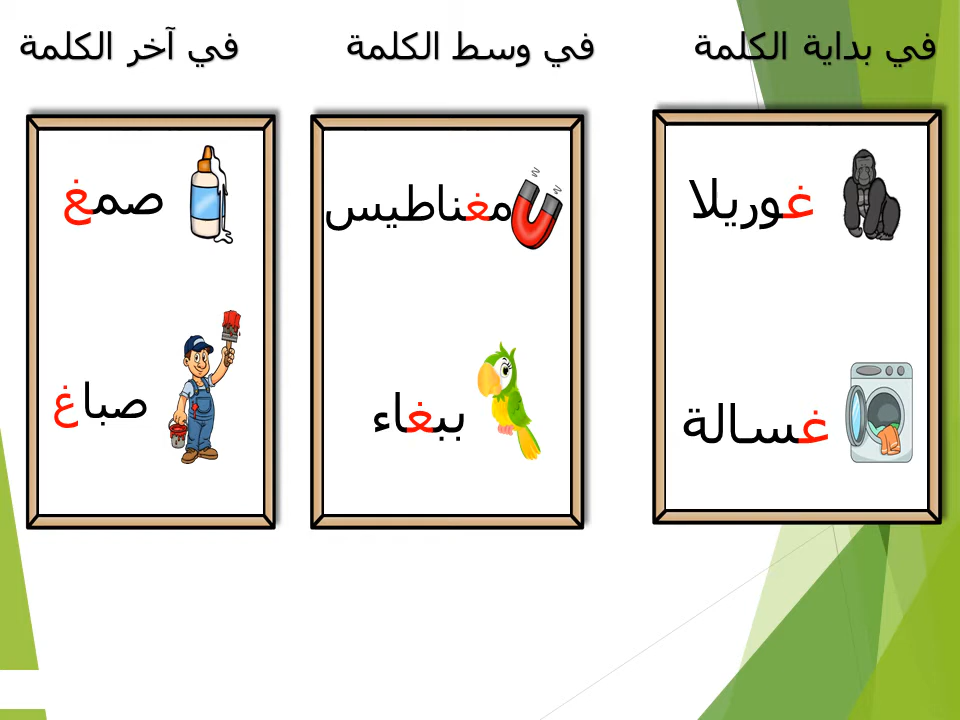 في بداية الكلمة
في وسط الكلمة
في آخر الكلمة
غوريلا
غسالة
مغناطيس
ببغاء
صمغ
صباغ